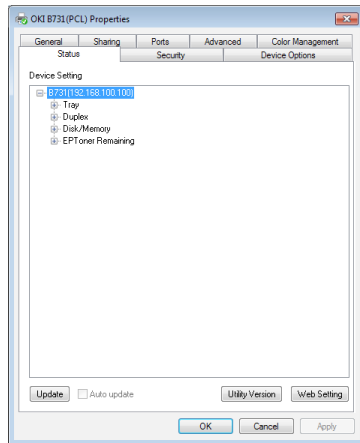 OKI B731(PCL) Properties
General Sharing Ports Advanced Color Management
Status Security Device Options
Device Setting
B731(192.168.100.100)
Tray
Duplex
Disk/Memory
EPToner Remaining
Update Auto update Utility Version Web Setting
OK Cancel Apply